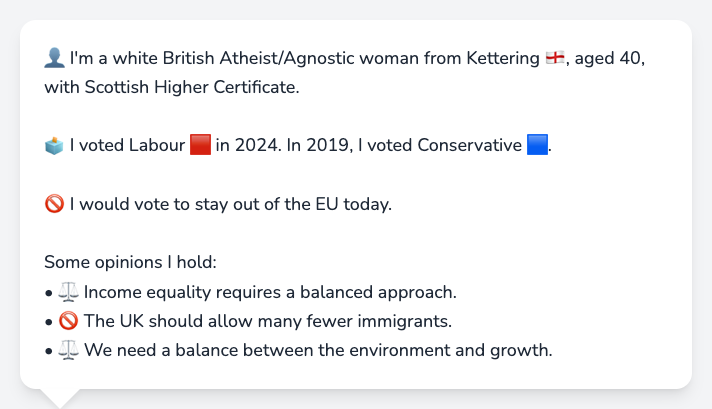 👤 I'm a white British Atheist/Agnostic woman from Kettering 🏴󠁧󠁢󠁥󠁮󠁧󠁿, aged 40,
with Scottish Higher Certificate.
🗳️ I voted Labour 🟥 in 2024. In 2019, I voted Conservative 🟦.
🚫 I would vote to stay out of the EU today.
Some opinions I hold:
• ⚖️ Income equality requires a balanced approach.
• 🚫 The UK should allow many fewer immigrants.
• ⚖️ We need a balance between the environment and growth.